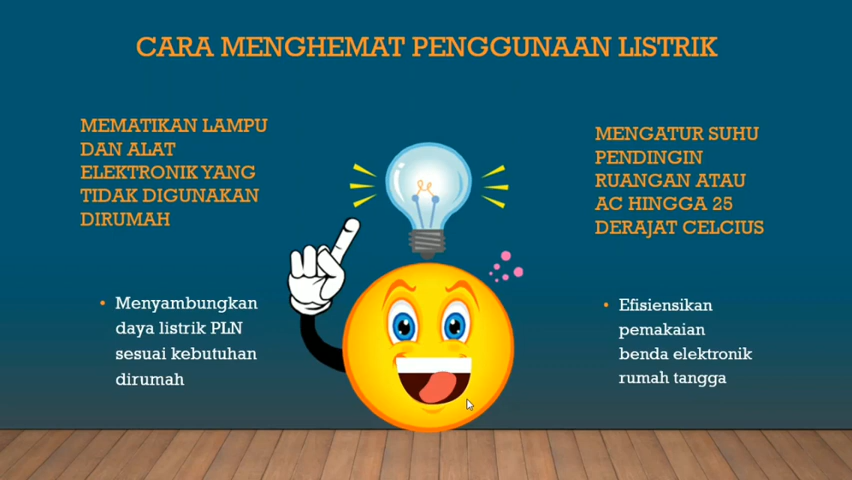 CARA MENGHEMAT PENGGUNAAN LISTRIK
MEMATIKAN LAMPU
DAN ALAT
ELEKTRONIK YANG
TIDAK DIGUNAKAN
DIRUMAH
• Menyambungkan
daya listrik PLN
sesuai kebutuhan
dirumah
MENGATUR SUHU
PENDINGIN
RUANGAN ATAU
AC HINGGA 25
DERAJAT CELCIUS
• Efisiensikan
pemakaian
benda elektronik
rumah tangga